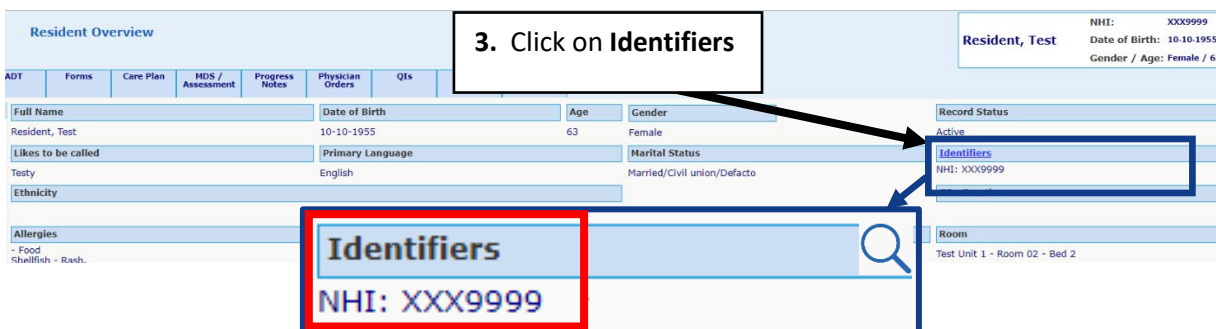 Resident Overview
3. Click on Identifiers
Resident, Test
NHI: XXX9999
Date of Birth: 10-10-1955
Gender / Age: Female / 6
ADT Forms Care Plan MDS / Assessment Progress Notes Physician Orders QIs
Full Name Date of Birth Age Gender Record Status
Resident, Test 10-10-1955 63 Female Active
Likes to be called Primary Language Marital Status Identifiers
Testy English Married/Civil union/Defacto NHI: XXX9999
Ethnicity
Allergies Room
- Food Test Unit 1 - Room 02 - Bed 2
Shellfish - Rash.
Identifiers
NHI: XXX9999